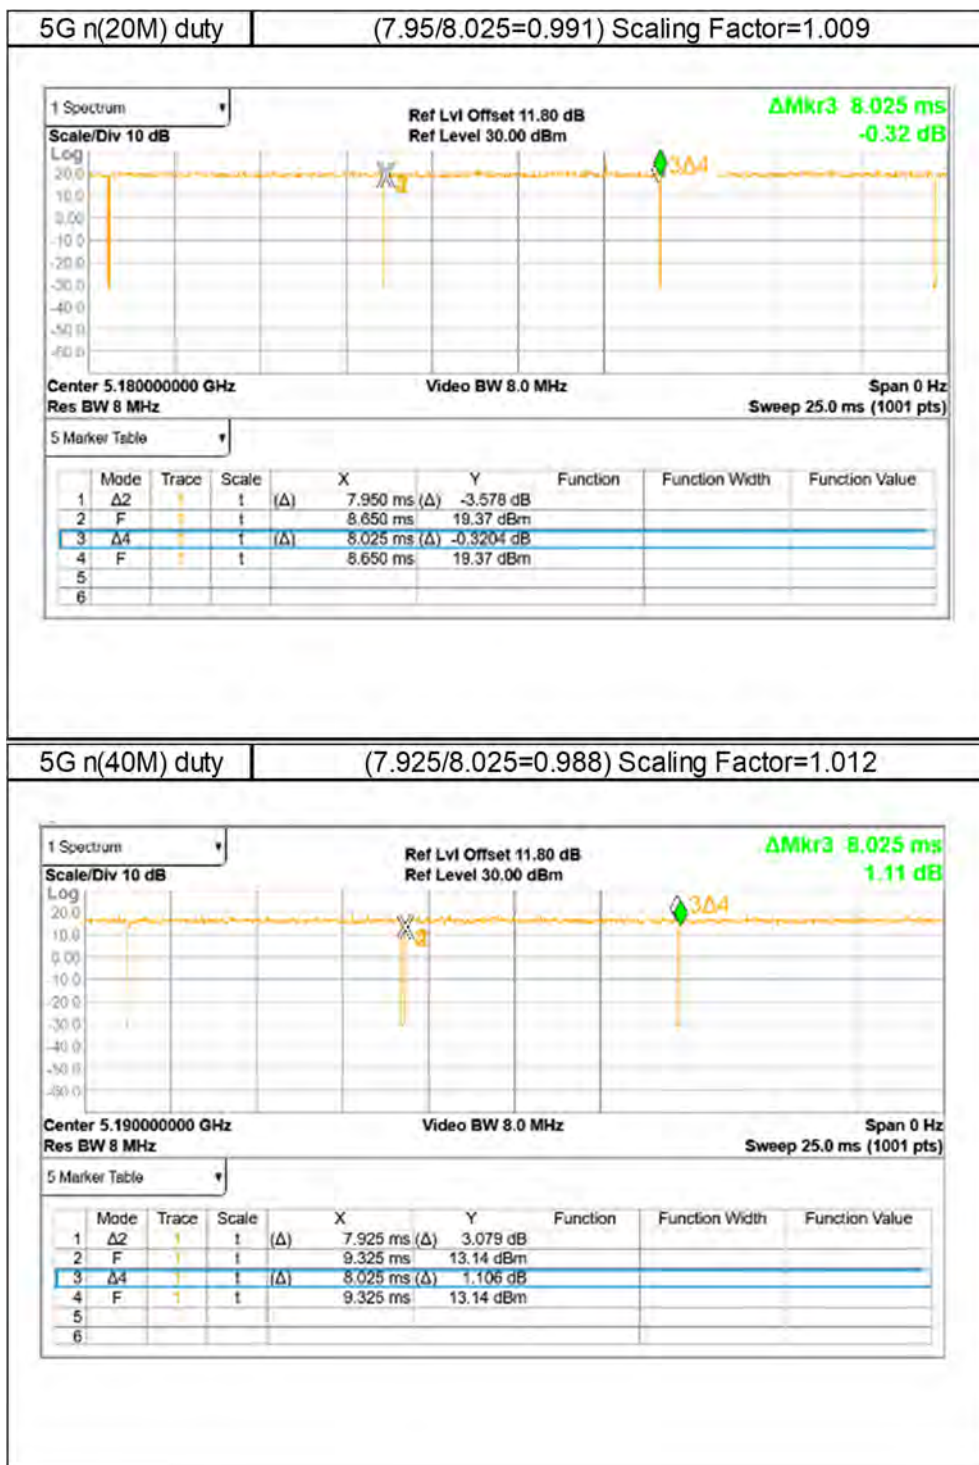 5G n(20M) duty (7.95/8.025=0.991) Scaling Factor=1.009
1 Spectrum
Ref Lvl Offset 11.80 dB
ΔMkr3 8.025 ms
Scale/Div 10 dB
Ref Level 30.00 dBm
-0.32 dB
Log
20.0
10.0
0.00
-10.0
-20.0
-30.0
-40.0
-50.0
-60.0
3Δ4
Center 5.180000000 GHz Video BW 8.0 MHz Span 0 Hz
Res BW 8 MHz Sweep 25.0 ms (1001 pts)
5 Marker Table
Mode Trace Scale X Y Function Function Width Function Value
1 Δ2 1 t (Δ) 7.950 ms (Δ) -3.578 dB
2 F 1 t 8.650 ms 19.37 dBm
3 Δ4 1 t (Δ) 8.025 ms (Δ) -0.3204 dB
4 F 1 t 8.650 ms 19.37 dBm
5
6
5G n(40M) duty (7.925/8.025=0.988) Scaling Factor=1.012
1 Spectrum
Ref Lvl Offset 11.80 dB
ΔMkr3 8.025 ms
Scale/Div 10 dB
Ref Level 30.00 dBm
1.11 dB
Log
20.0
10.0
0.00
-10.0
-20.0
-30.0
-40.0
-50.0
-60.0
3Δ4
Center 5.190000000 GHz Video BW 8.0 MHz Span 0 Hz
Res BW 8 MHz Sweep 25.0 ms (1001 pts)
5 Marker Table
Mode Trace Scale X Y Function Function Width Function Value
1 Δ2 1 t (Δ) 7.925 ms (Δ) 3.079 dB
2 F 1 t 9.325 ms 13.14 dBm
3 Δ4 1 t (Δ) 8.025 ms (Δ) 1.106 dB
4 F 1 t 9.325 ms 13.14 dBm
5
6